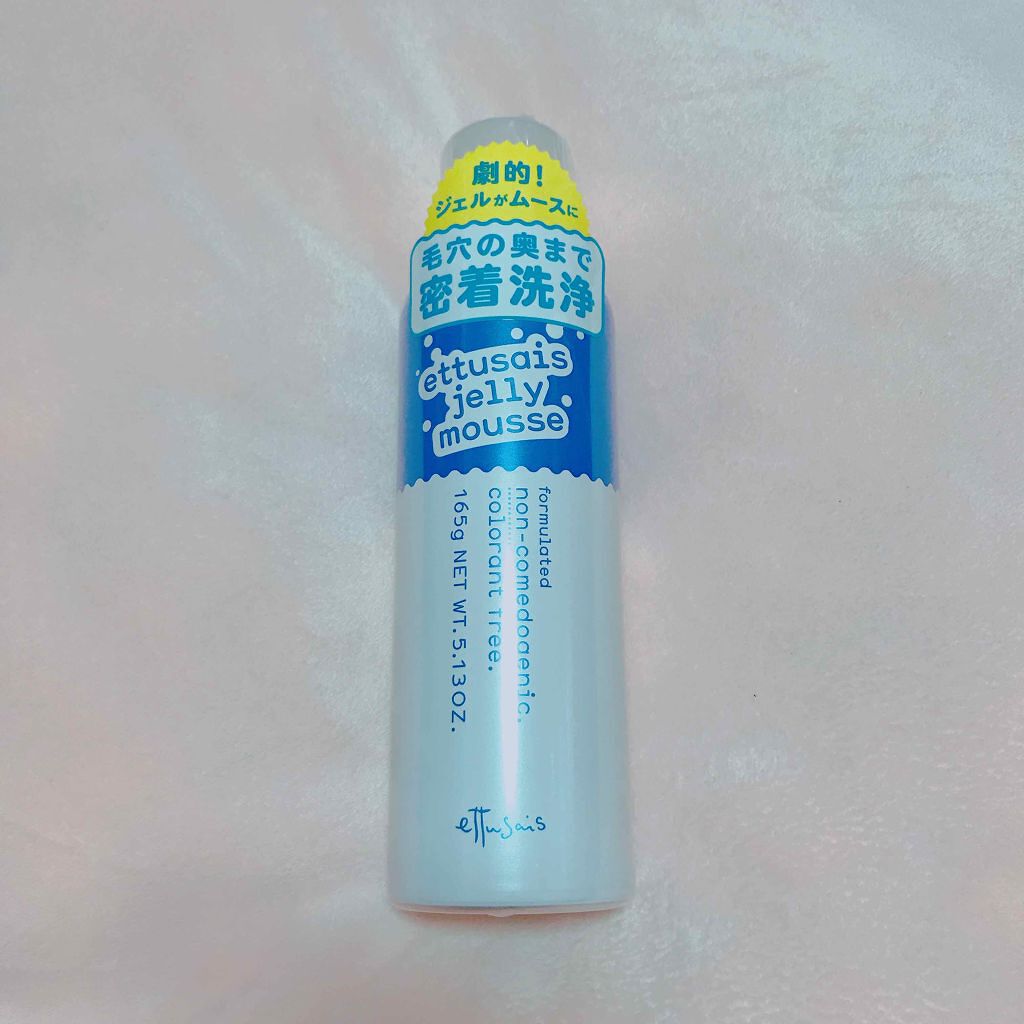 劇的!
ジェルがムースに
毛穴の奥まで
密着洗浄
ettusais
jelly
mousse
formulated
non-comedogenic.
colorant free.
165g NET WT.5.13OZ.
ettusais